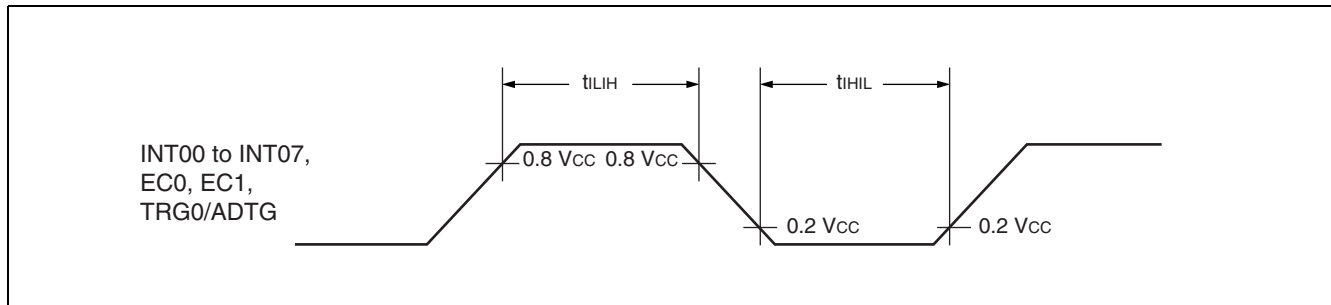 tILIH
tIHIL
INT00 to INT07,
EC0, EC1,
TRG0/ADTG
0.8 VCC 0.8 VCC
0.2 VCC
0.2 VCC